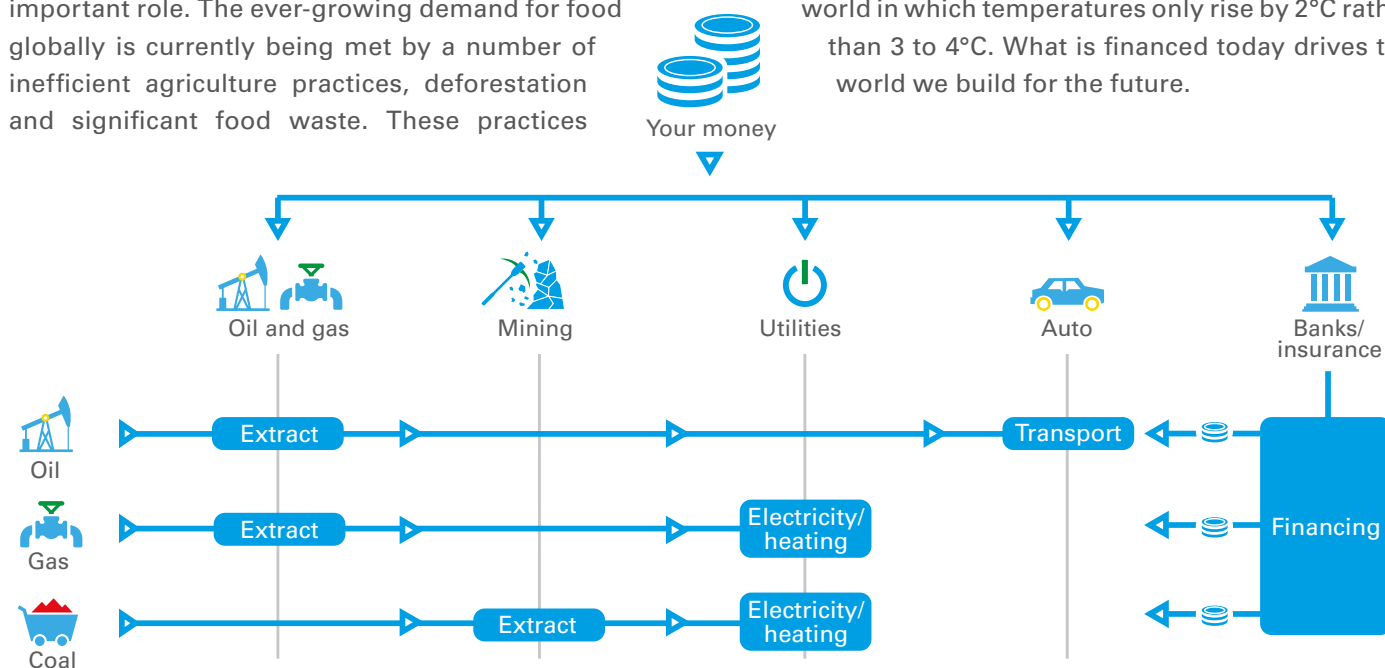 important role. The ever-growing demand for food
globally is currently being met by a number of
inefficient agriculture practices, deforestation
and significant food waste. These practices
world in which temperatures only rise by 2°C
than 3 to 4°C. What is financed today drives
world we build for the future.
Your money
Oil and gas
Mining
Utilities
Auto
Banks/
insurance
Oil
Extract
Transport
Gas
Extract
Electricity/
heating
Financing
Coal
Extract
Electricity/
heating